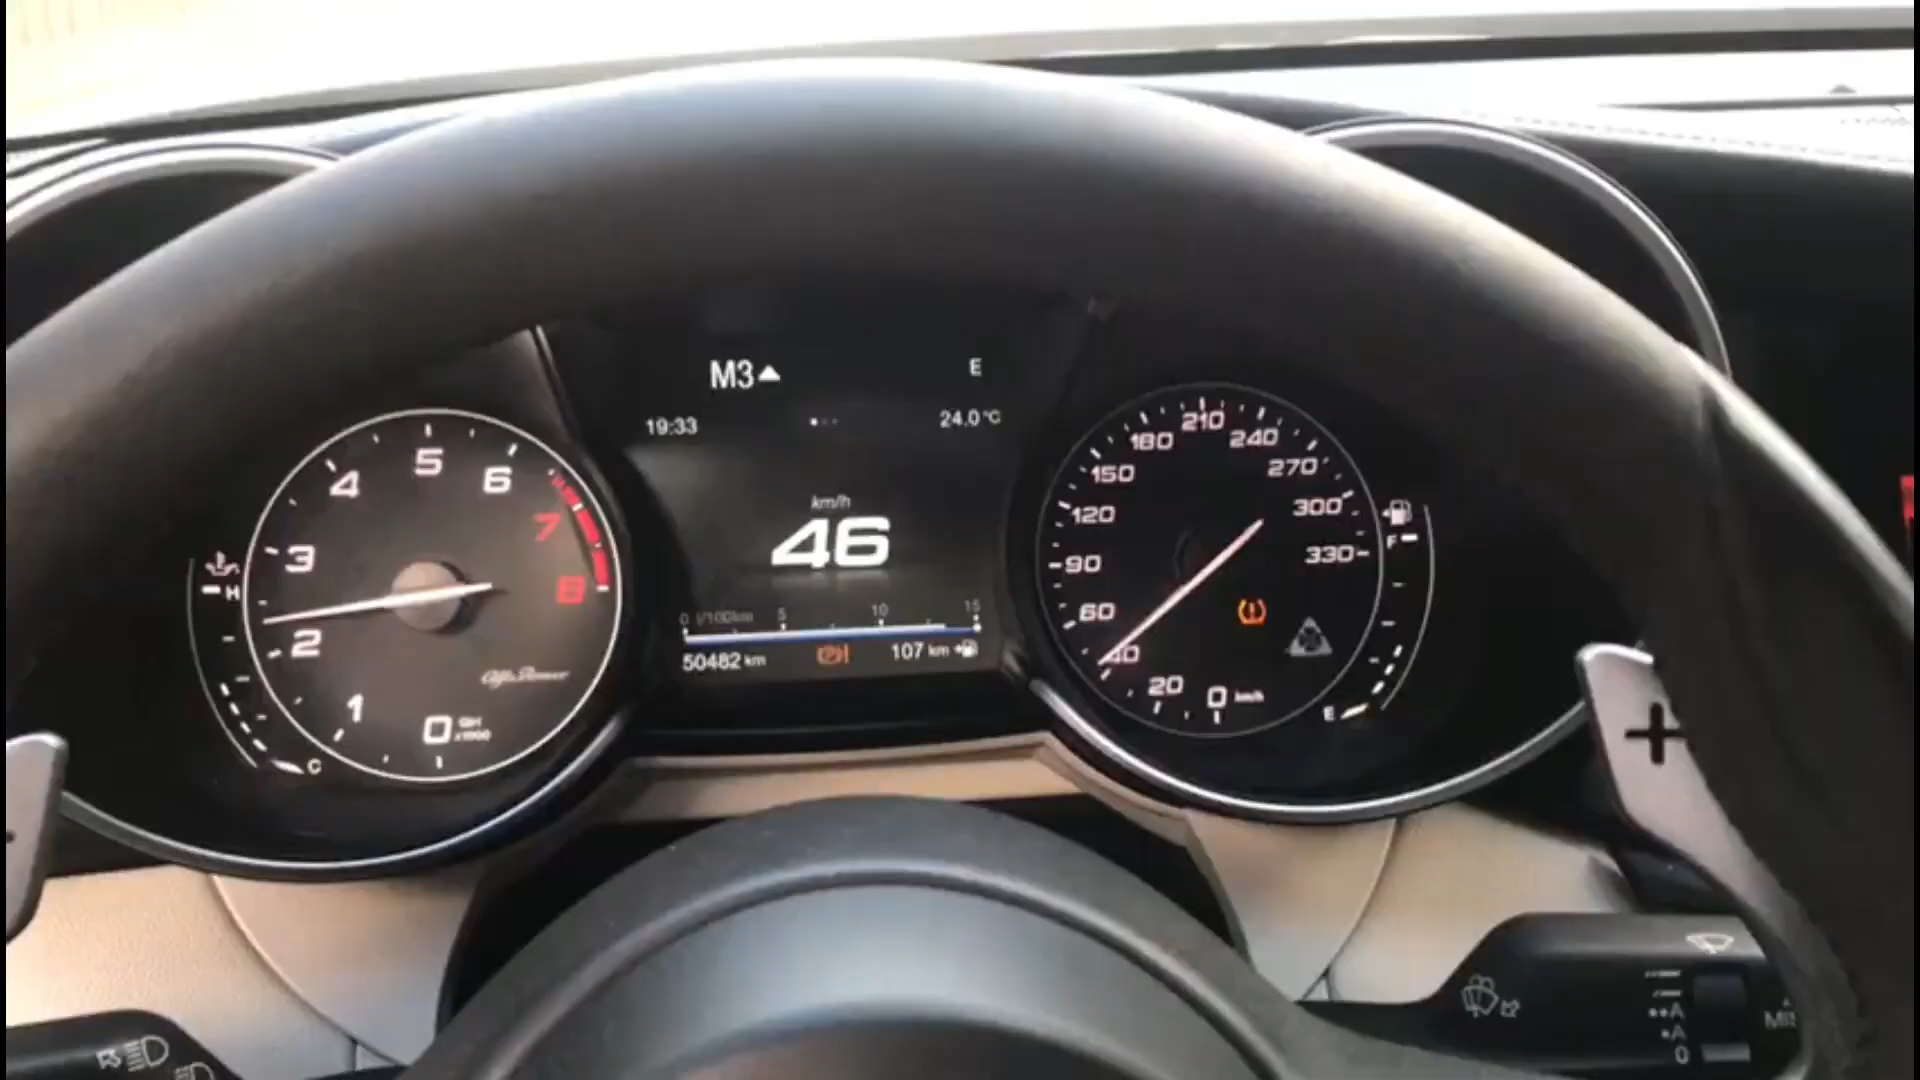 M3
E
19:33
24.0°C
km/h
46
0 l/100km 5 10 15
50482 km
107 km
0 1 2 3 4 5 6 7 8
x1000
H
C
Alfa Romeo
0 20 40 60 90 120 150 180 210 240 270 300 330
km/h
F
E
+
A
A
0